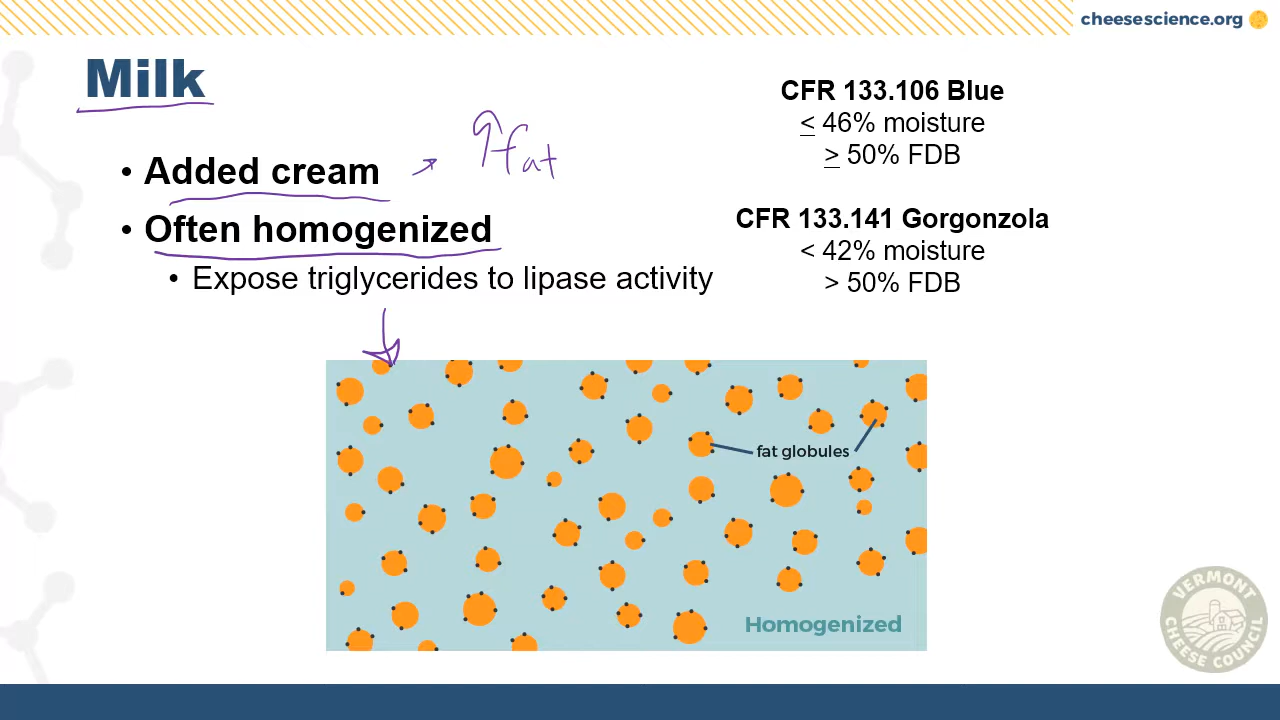 cheesescience.org
Milk
• Added cream → ↑fat
• Often homogenized
• Expose triglycerides to lipase activity
CFR 133.106 Blue
≤ 46% moisture
≥ 50% FDB
CFR 133.141 Gorgonzola
< 42% moisture
> 50% FDB
fat globules
Homogenized
VERMONT
CHEESE COUNCIL